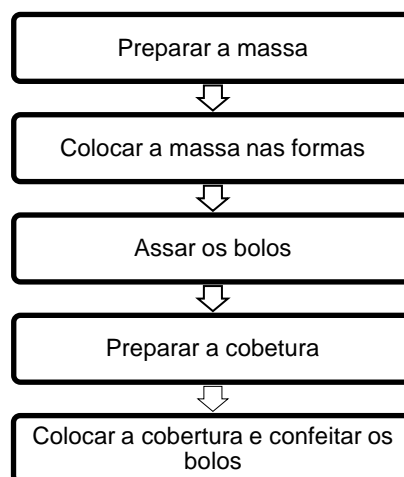 Preparar a massa
Colocar a massa nas formas
Assar os bolos
Preparar a cobetura
Colocar a cobertura e confeitar os
bolos